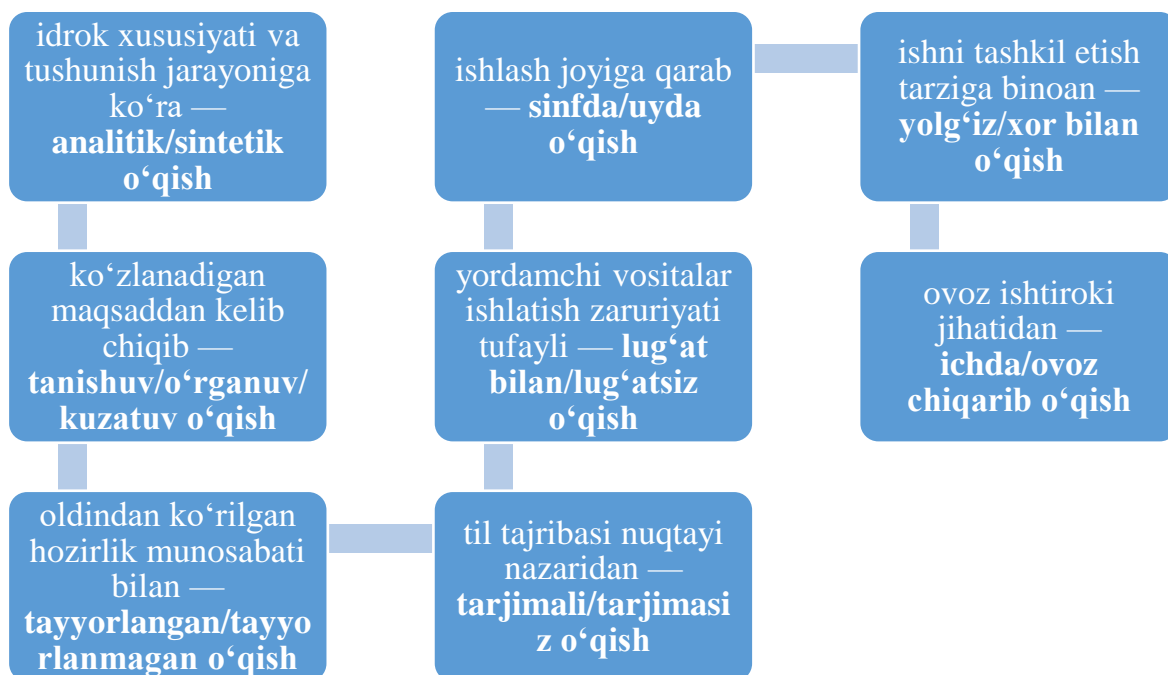 idrok xususiyati va
tushunish jarayoniga
ko‘ra —
analitik/sintetik
o‘qish
ko‘zlanadigan
maqsaddan kelib
chiqib —
tanishuv/o‘rganuv/
kuzatuv o‘qish
oldindan ko‘rilgan
hozirlik munosabati
bilan —
tayyorlangan/tayyo
rlanmagan o‘qish
til tajribasi nuqtayi
nazaridan —
tarjimali/tarjimasi
z o‘qish
yordamchi vositalar
ishlatish zaruriyati
tufayli — lug‘at
bilan/lug‘atsiz
o‘qish
ishlash joyiga qarab
— sinfda/uyda
o‘qish
ishni tashkil etish
tarziga binoan —
yolg‘iz/xor bilan
o‘qish
ovoz ishtiroki
jihatidan —
ichda/ovoz
chiqarib o‘qish